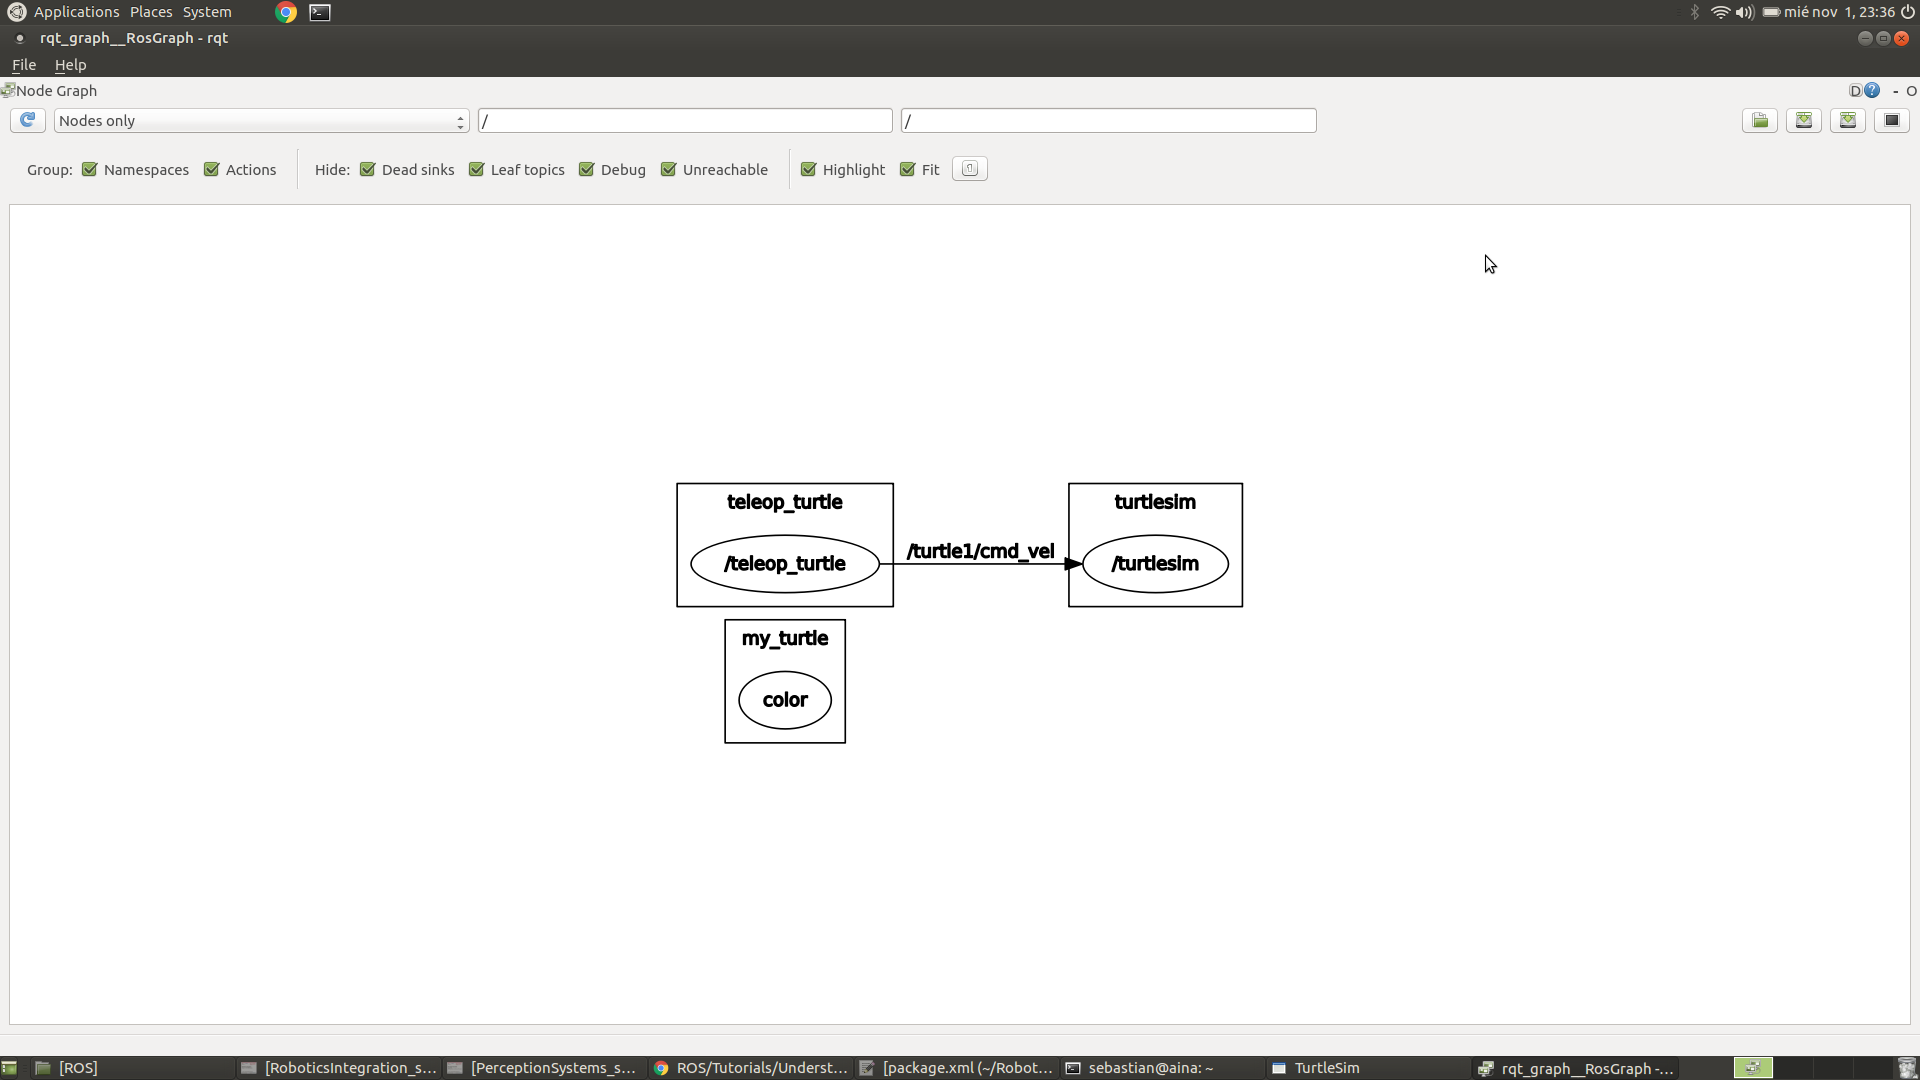 Applications Places System
mié nov 1, 23:36
rqt_graph__RosGraph - rqt
File Help
Node Graph
D ? - O
Nodes only / /
Group: Namespaces Actions Hide: Dead sinks Leaf topics Debug Unreachable Highlight Fit
teleop_turtle
turtlesim
/turtle1/cmd_vel
/teleop_turtle
/turtlesim
my_turtle
color
[ROS] [RoboticsIntegration_s... [PerceptionSystems_s... ROS/Tutorials/Underst... [package.xml (~/Robot... sebastian@aina: ~ TurtleSim rqt_graph__RosGraph -...